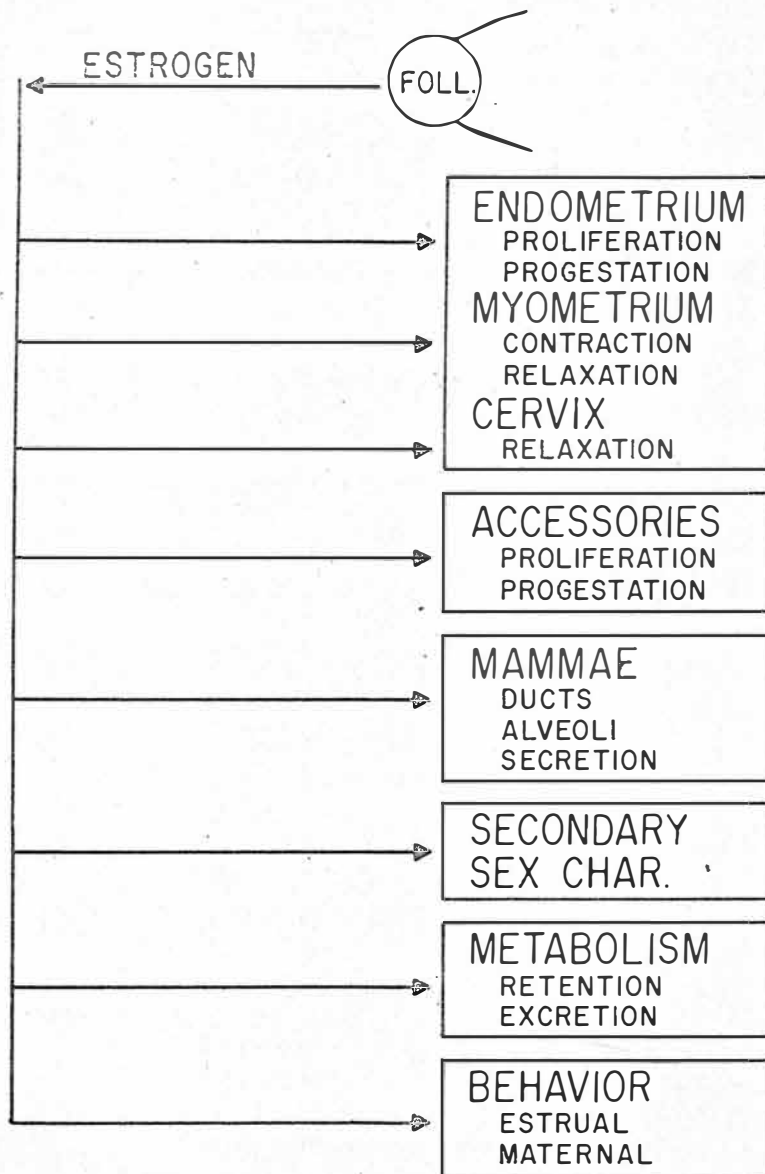 ESTROGEN
FOLL.
ENDOMETRIUM
PROLIFERATION
PROGESTATION
MYOMETRIUM
CONTRACTION
RELAXATION
CERVIX
RELAXATION
ACCESSORIES
PROLIFERATION
PROGESTATION
MAMMAE
DUCTS
ALVEOLI
SECRETION
SECONDARY
SEX CHAR.
METABOLISM
RETENTION
EXCRETION
BEHAVIOR
ESTRUAL
MATERNAL